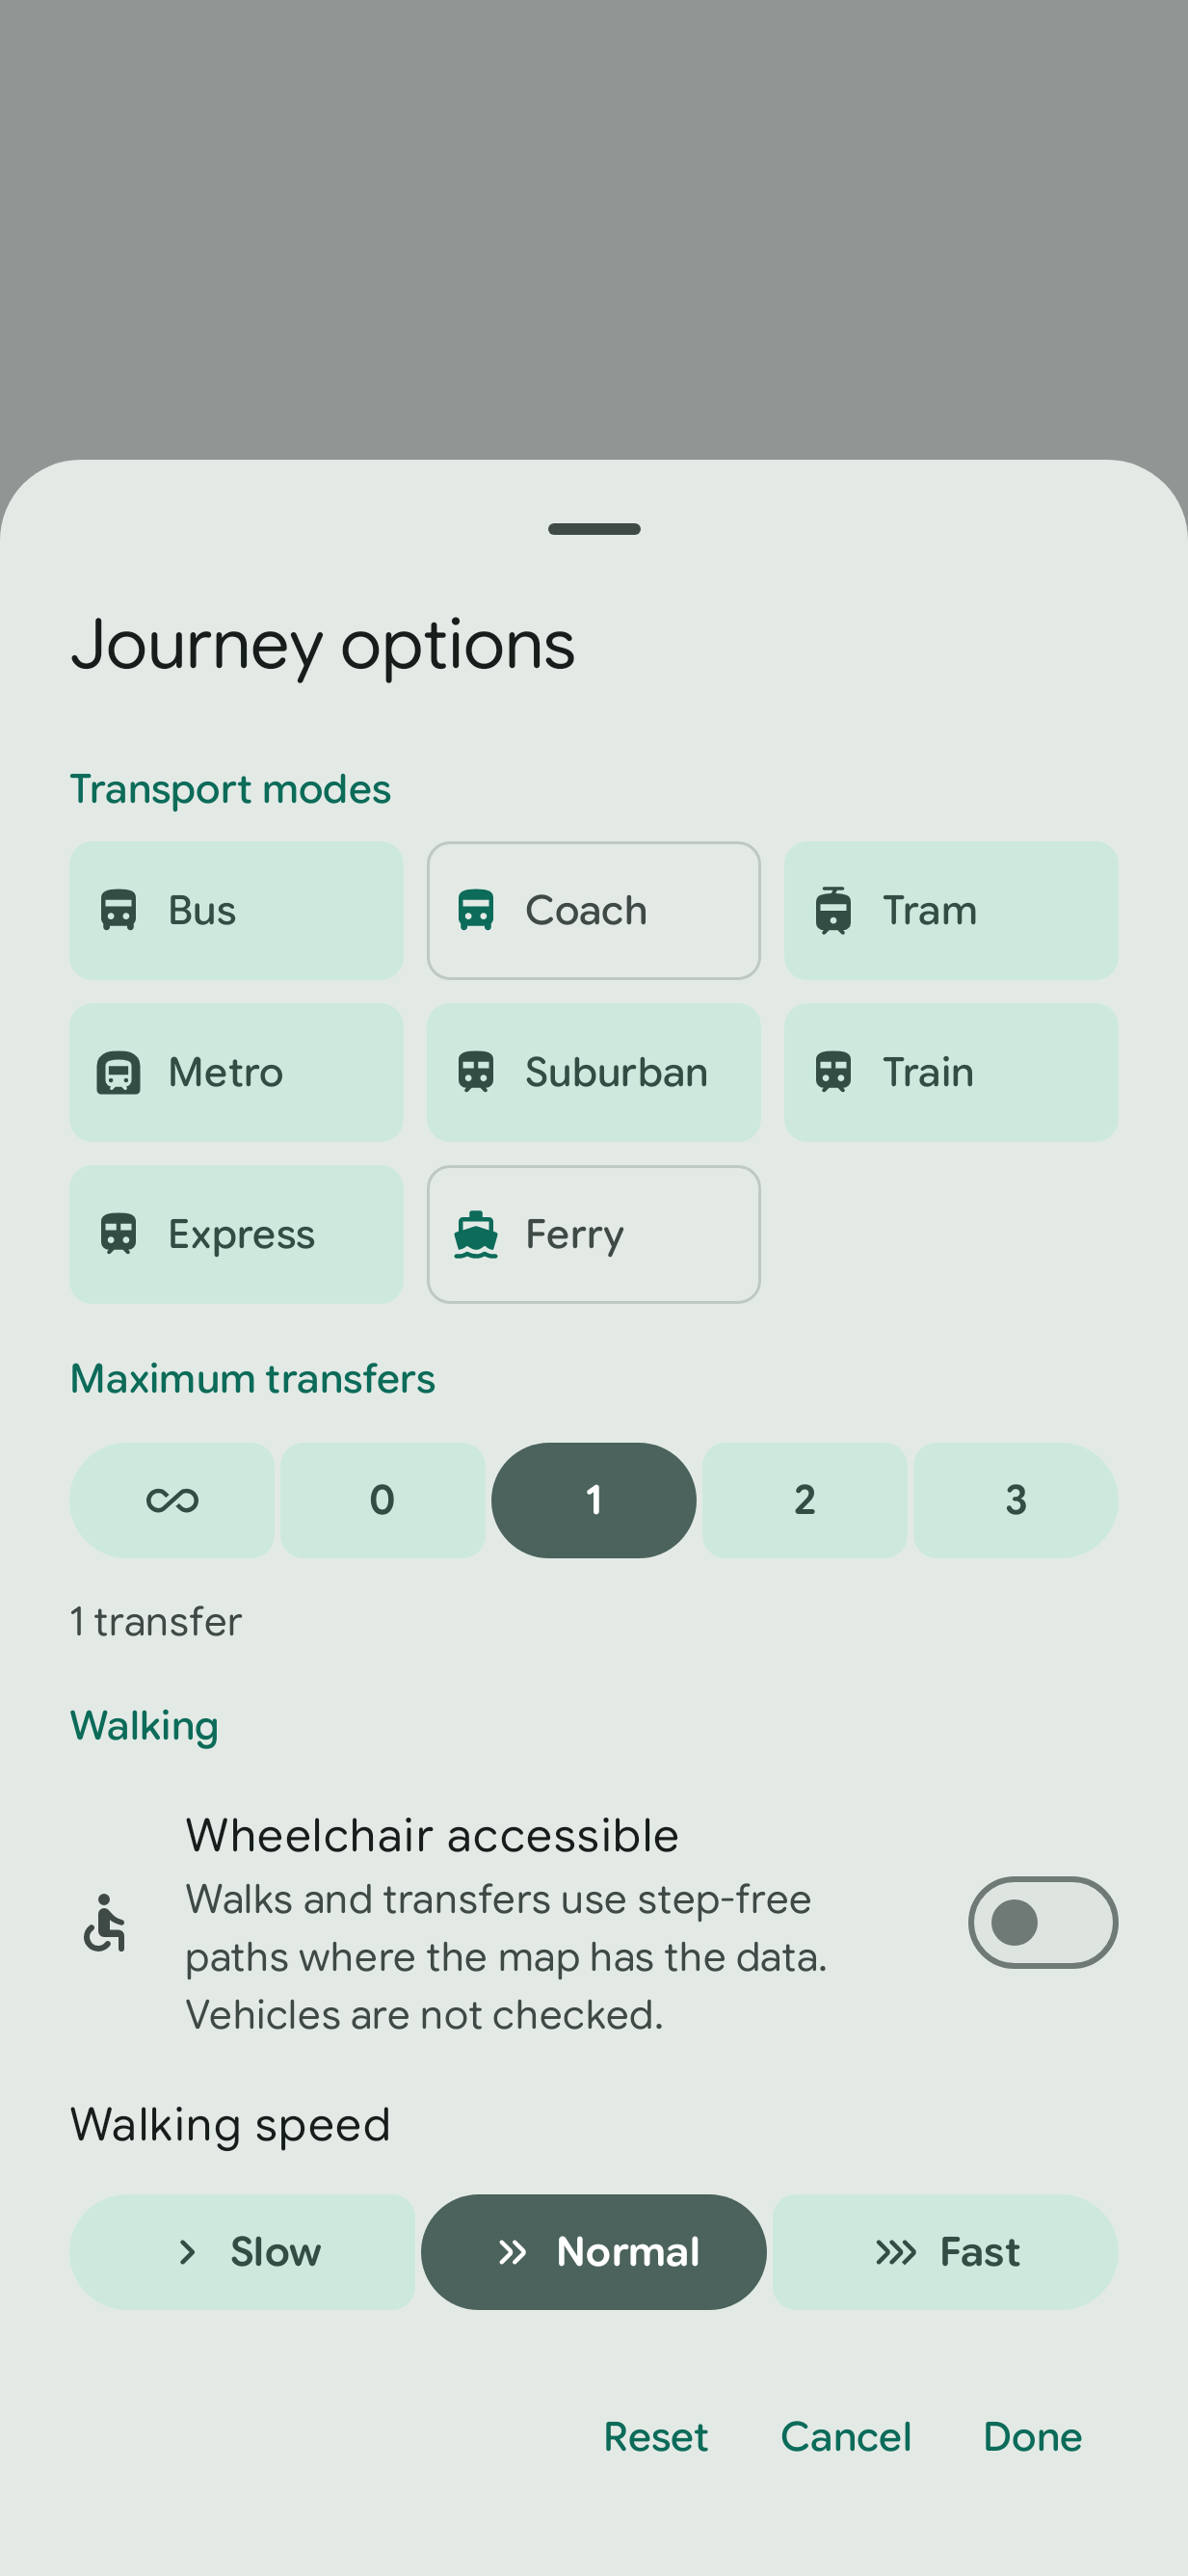 Journey options
Transport modes
Bus
Coach
Tram
Metro
Suburban
Train
Express
Ferry
Maximum transfers
∞
0
1
2
3
1 transfer
Walking
Wheelchair accessible
Walks and transfers use step-free
paths where the map has the data.
Vehicles are not checked.
Walking speed
Slow
Normal
Fast
Reset
Cancel
Done